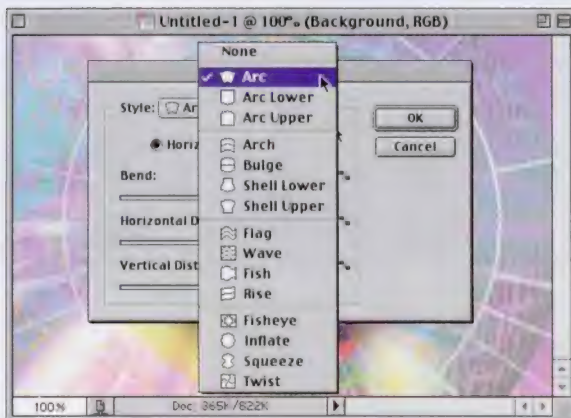 Untitled-1 @ 100% (Background, RGB)
None
Arc
Arc Lower
Arc Upper
Arch
Bulge
Shell Lower
Shell Upper
Flag
Wave
Fish
Rise
Fisheye
Inflate
Squeeze
Twist
Style: Ar
Horiz
Bend:
Horizontal D
Vertical Dist
OK
Cancel
%
%
%
100%
Doc: 365K/822K